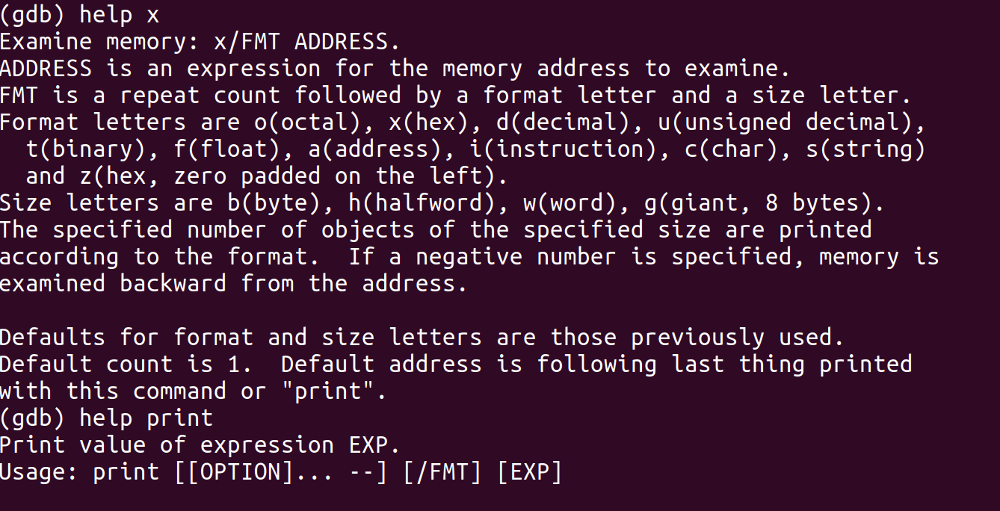 (gdb) help x
Examine memory: x/FMT ADDRESS.
ADDRESS is an expression for the memory address to examine.
FMT is a repeat count followed by a format letter and a size letter.
Format letters are o(octal), x(hex), d(decimal), u(unsigned decimal),
  t(binary), f(float), a(address), i(instruction), c(char), s(string)
  and z(hex, zero padded on the left).
Size letters are b(byte), h(halfword), w(word), g(giant, 8 bytes).
The specified number of objects of the specified size are printed
according to the format.  If a negative number is specified, memory is
examined backward from the address.

Defaults for format and size letters are those previously used.
Default count is 1.  Default address is following last thing printed
with this command or "print".
(gdb) help print
Print value of expression EXP.
Usage: print [[OPTION]... --] [/FMT] [EXP]